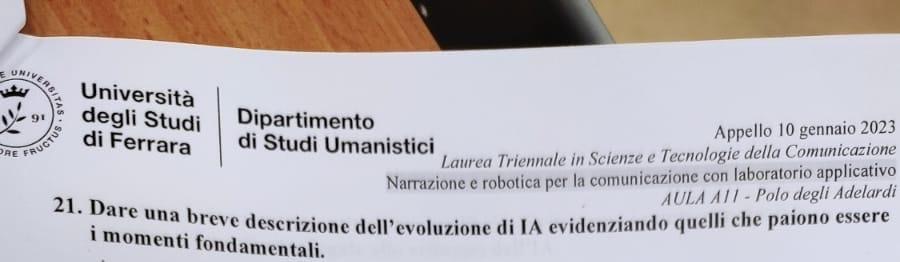 E UNIVERSITAS
91
ORE FRUCTUS
Università
degli Studi
di Ferrara
Dipartimento
di Studi Umanistici
Appello 10 gennaio 2023
Laurea Triennale in Scienze e Tecnologie della Comunicazione
Narrazione e robotica per la comunicazione con laboratorio applicativo
AULA A11 - Polo degli Adelardi
21. Dare una breve descrizione dell'evoluzione di IA evidenziando quelli che paiono essere
i momenti fondamentali.